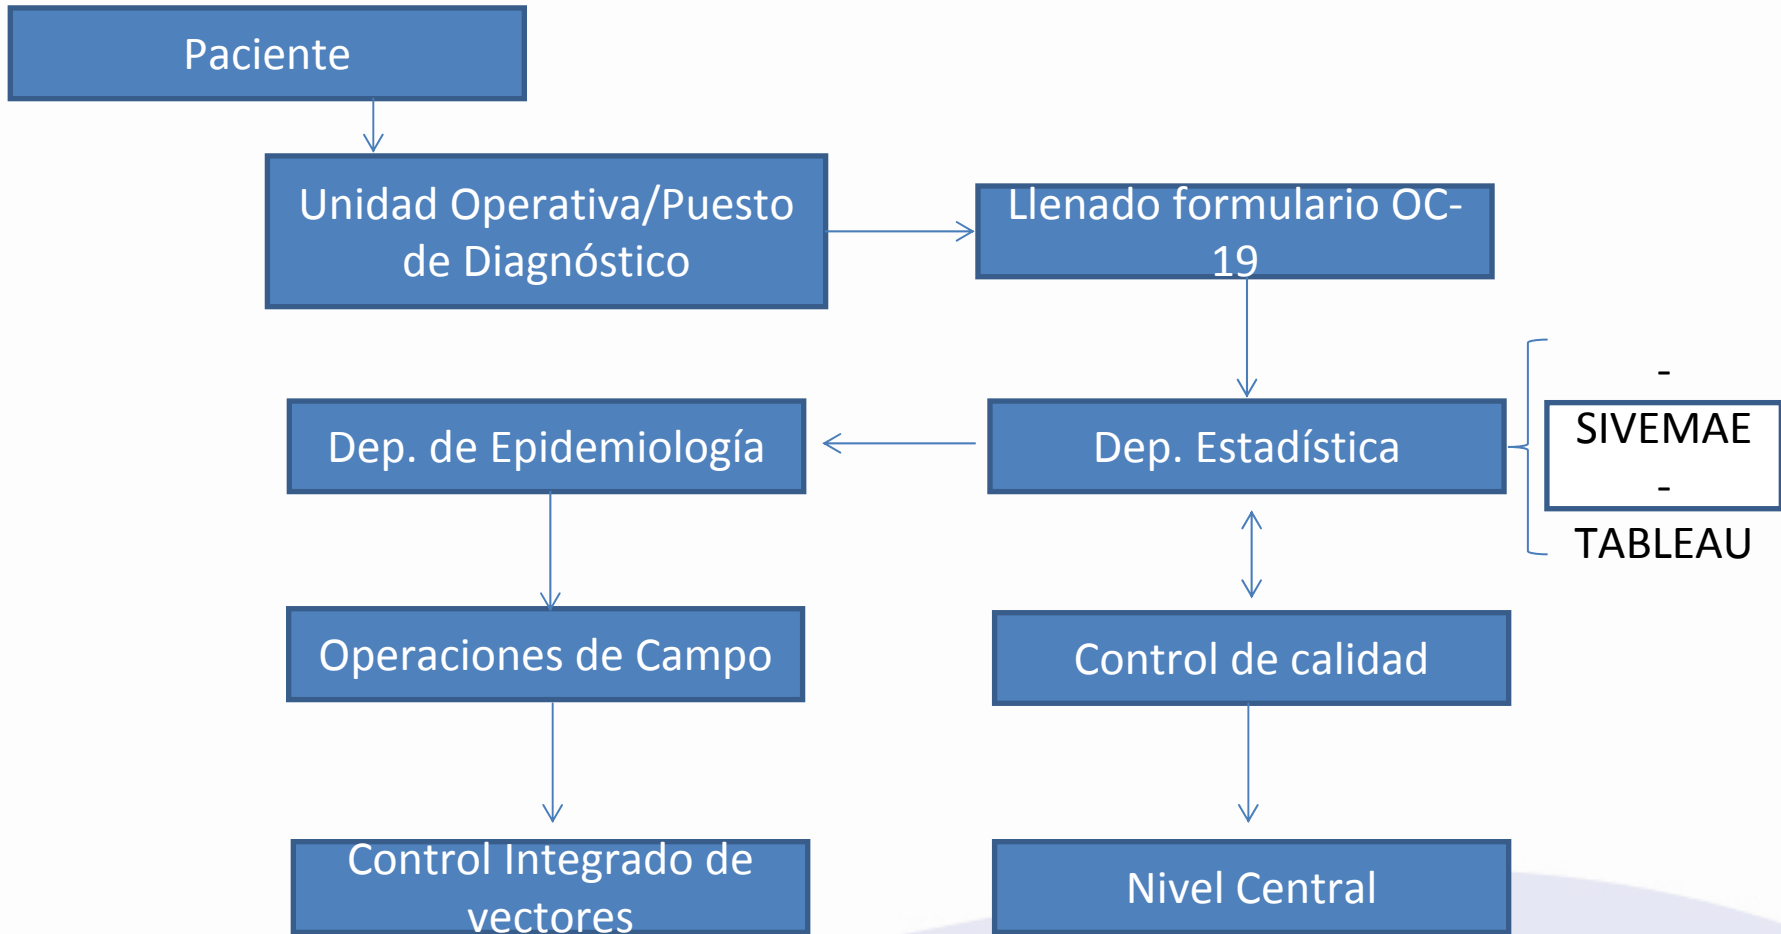 Paciente
Unidad Operativa/Puesto
de Diagnóstico
Llenado formulario OC-
19
Dep. de Epidemiología
Dep. Estadística
-
SIVEMAE
-
TABLEAU
Operaciones de Campo
Control de calidad
Control Integrado de
vectores
Nivel Central